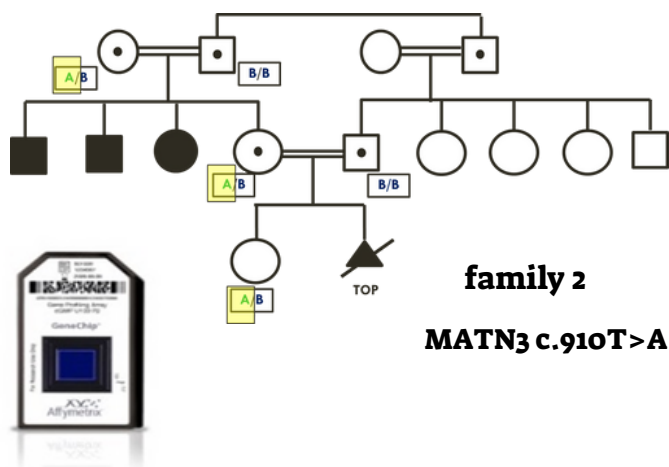 A/B
B/B
A/B
B/B
TOP
A/B
family 2
MATN3 c.910T>A
GeneChip
Affymetrix